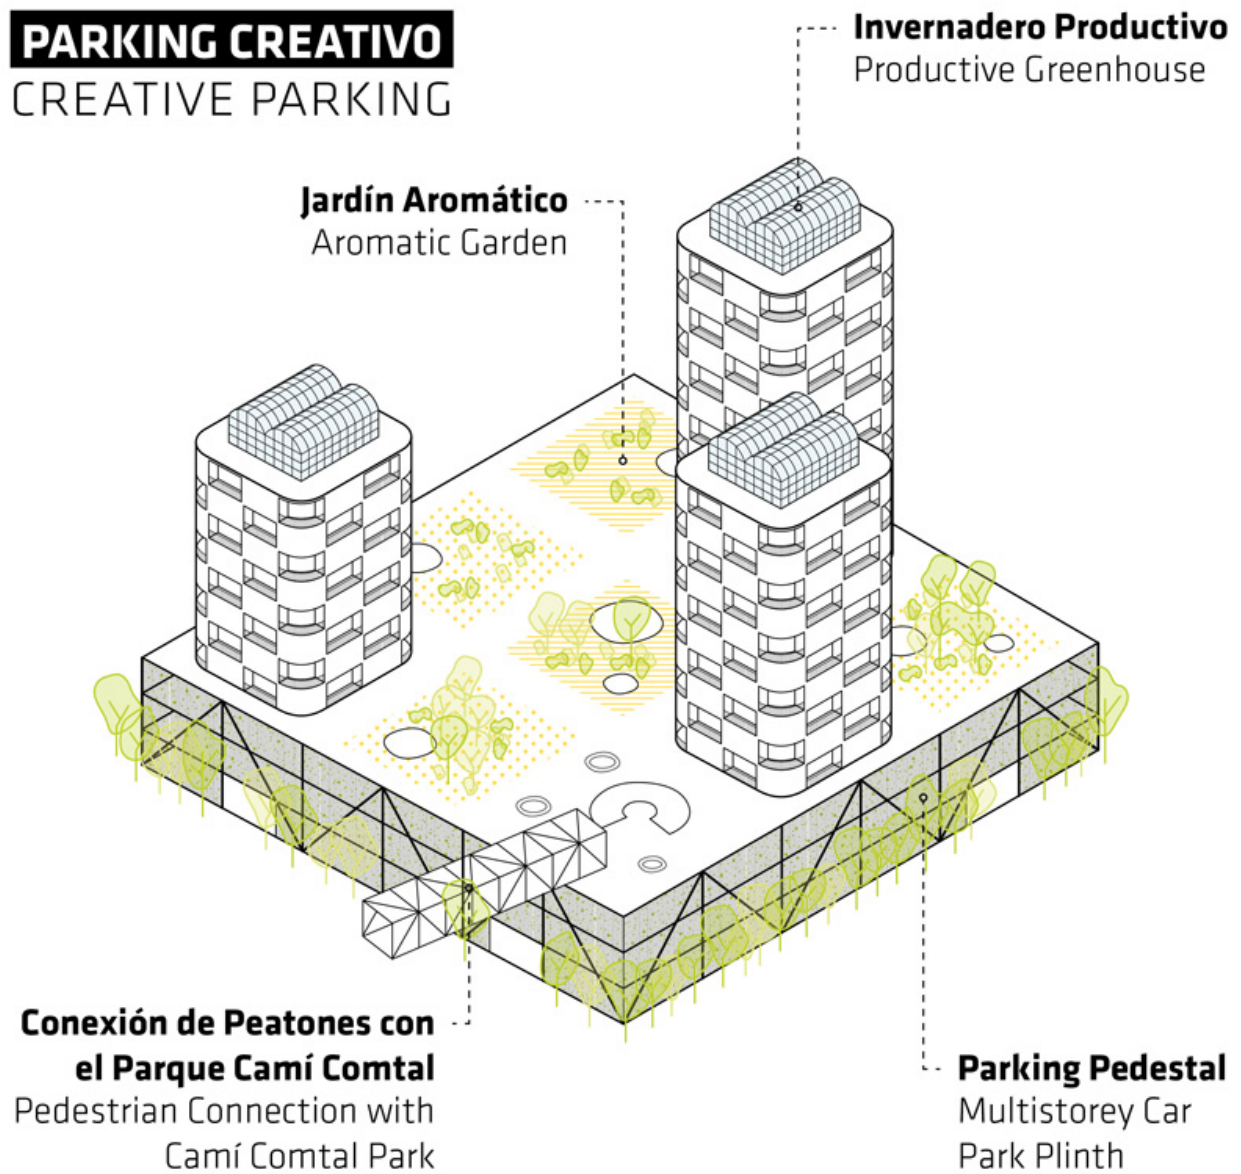 PARKING CREATIVO
CREATIVE PARKING
Invernadero Productivo
Productive Greenhouse
Jardín Aromático
Aromatic Garden
Conexión de Peatones con
el Parque Camí Comtal
Pedestrian Connection with
Camí Comtal Park
Parking Pedestal
Multistorey Car
Park Plinth